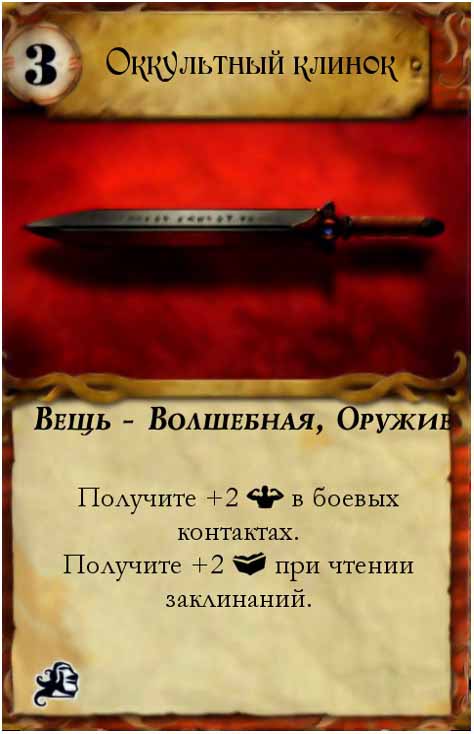 3
Оккультный клинок
Вещь - Волшебная, Оружие
Получите +2 в боевых
контактах.
Получите +2 при чтении
заклинаний.